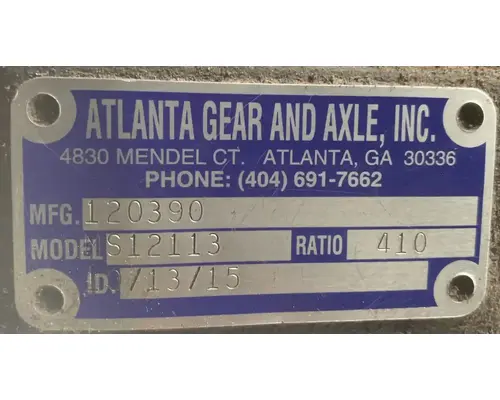 ATLANTA GEAR AND AXLE, INC.
4830 MENDEL CT. ATLANTA, GA 30336
PHONE: (404) 691-7662
MFG. 120390
MODEL S12113 RATIO 410
ID. /13/15